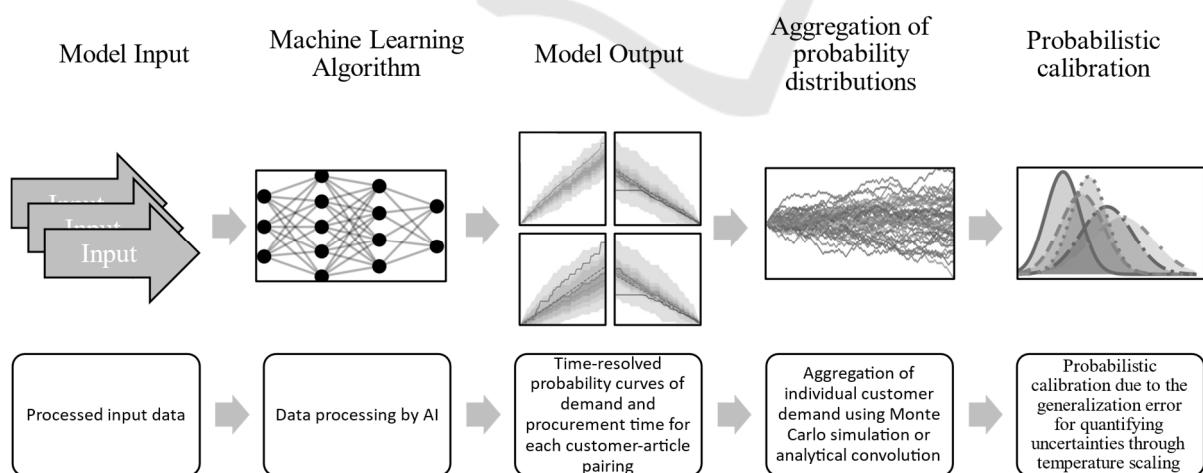 Model Input
Machine Learning
Algorithm
Model Output
Aggregation of
probability
distributions
Probabilistic
calibration
Input
Input
Input
Processed input data
Data processing by AI
Time-resolved
probability curves of
demand and
procurement time for
each customer-article
pairing
Aggregation of
individual customer
demand using Monte
Carlo simulation or
analytical convolution
Probabilistic
calibration due to the
generalization error
for quantifying
uncertainties through
temperature scaling